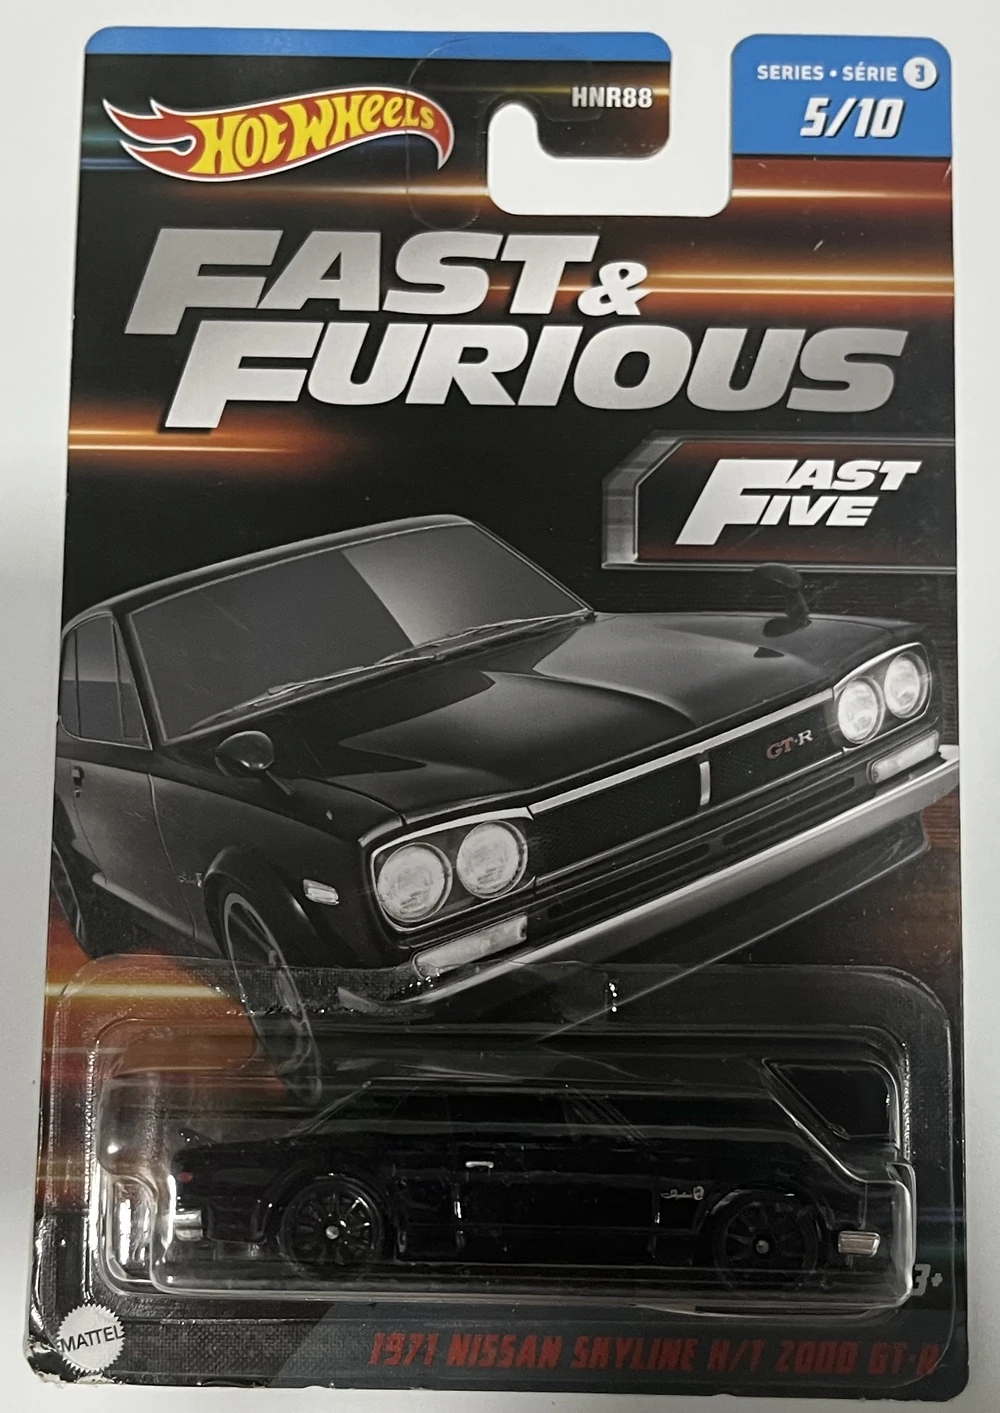 HNR88
SERIES • SÉRIE 3
5/10
HOT WHEELS
FAST &
FURIOUS
FAST
FIVE
GT-R
3+
MATTEL
1971 NISSAN SKYLINE H/T 2000 GT-R